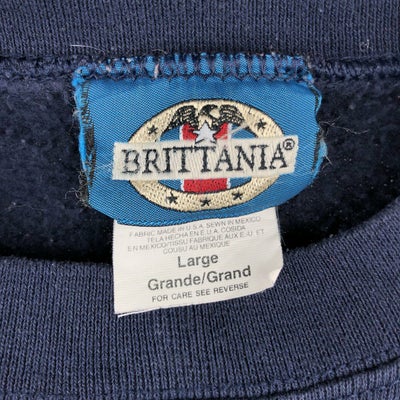 BRITTANIA®
FABRIC MADE IN U.S.A. SEWN IN MEXICO
TELA HECHA EN E.U.A. COSIDA
EN MEXICO/TISSU FABRIQUE AUX E.-U ET
COUSU AU MEXIQUE
Large
Grande/Grand
FOR CARE SEE REVERSE